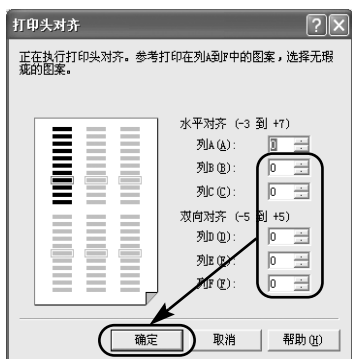 打印头对齐
正在执行打印头对齐。参考打印在列A到F中的图案，选择无瑕
疵的图案。
水平对齐 (-3 到 +7)
列A(A): 0
列B(B): 0
列C(C): 0
双向对齐 (-5 到 +5)
列D(D): 0
列E(E): 0
列F(F): 0
确定 取消 帮助(H)